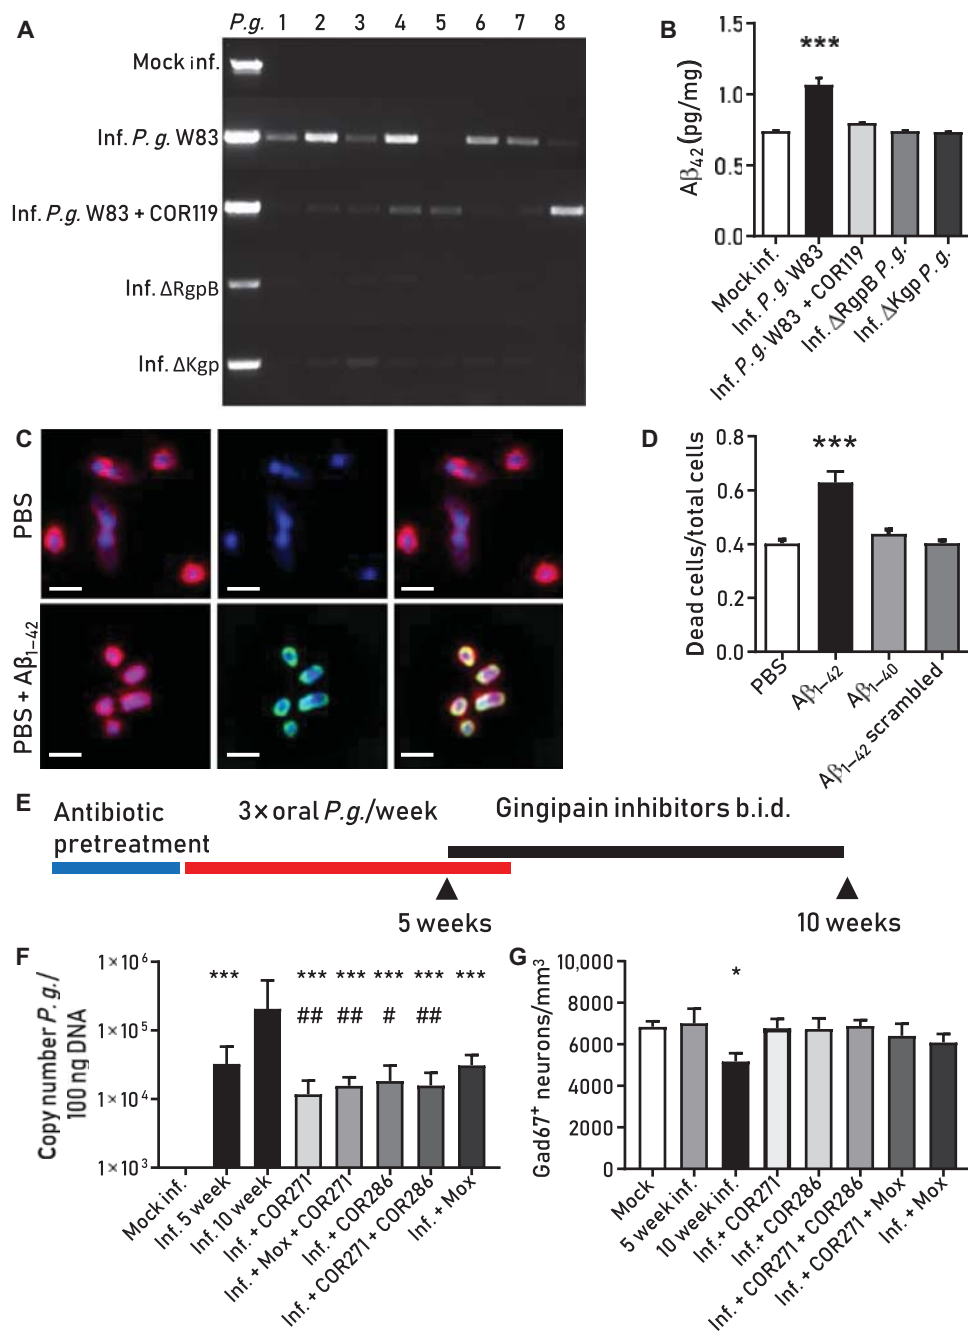 A
P.g. 1 2 3 4 5 6 7 8
Mock inf.
Inf. P. g. W83
Inf. P.g. W83 + COR119
Inf. ΔRgpB
Inf. ΔKgp
B
Aβ42 (pg/mg)
1.5
1.0
0.5
0.0
Mock inf.
Inf. P. g. W83
Inf. P. g. W83 + COR119
Inf. ΔRgpB P. g.
Inf. ΔKgp P. g.
***
C
PBS
PBS + Aβ1–42
D
Dead cells/total cells
0.8
0.6
0.4
0.2
0.0
***
PBS
Aβ1–42
Aβ1–40
Aβ1–42 scrambled
E
Antibiotic
pretreatment
3× oral P.g./week
Gingipain inhibitors b.i.d.
5 weeks
10 weeks
F
Copy number P. g./
100 ng DNA
1×10⁶
1×10⁵
1×10⁴
1×10³
*** *** *** *** *** ***
## ## # ##
Mock inf.
Inf. 5 week
Inf. 10 week
Inf. + COR271
Inf. + Mox + COR271
Inf. + COR286
Inf. + COR271 + COR286
Inf. + Mox
G
Gad67⁺ neurons/mm³
10,000
8000
6000
4000
2000
0
*
Mock
5 week inf.
10 week inf.
Inf. + COR271
Inf. + COR286
Inf. + COR271 + COR286
Inf. + COR271 + Mox
Inf. + Mox